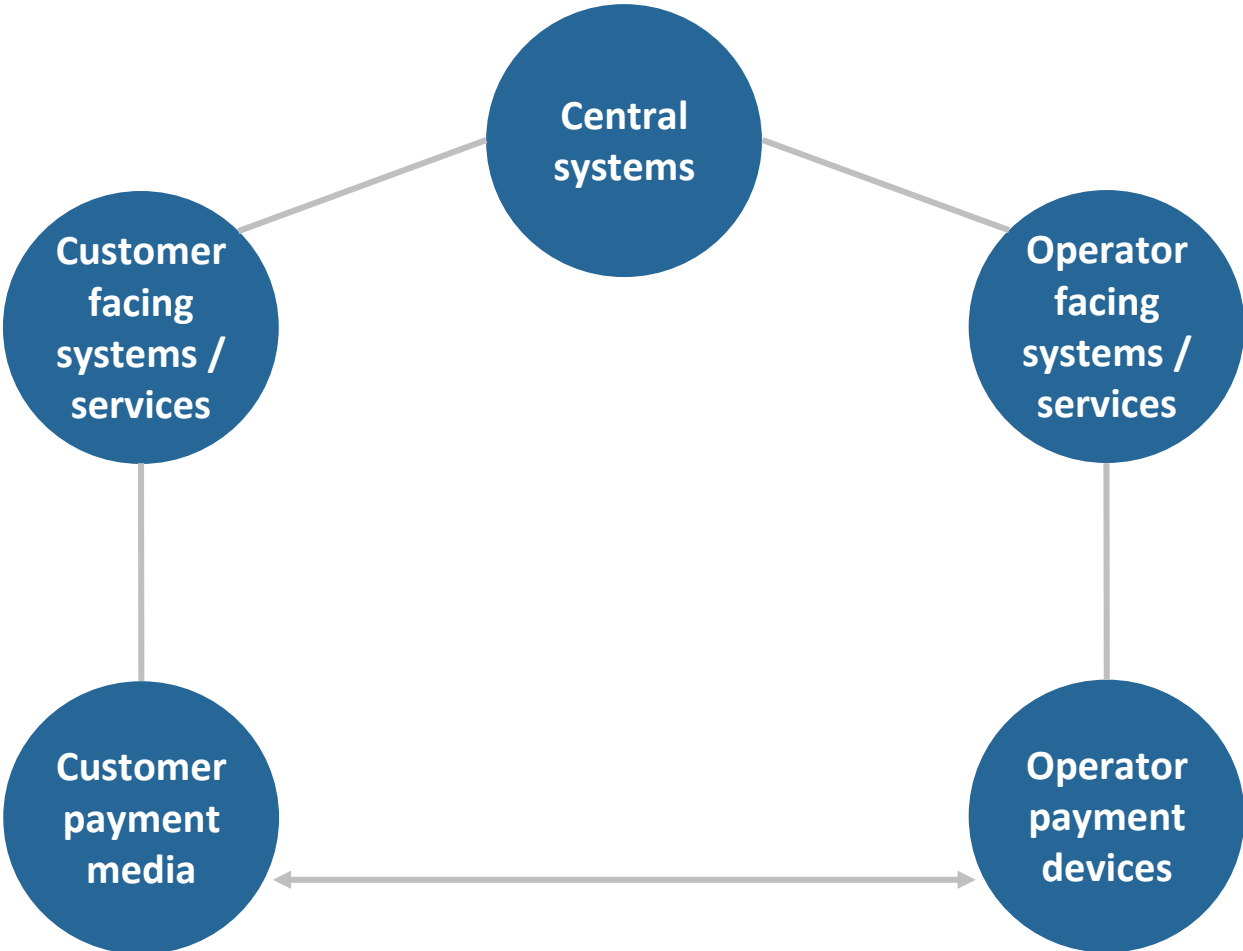 Central
systems
Customer
facing
systems /
services
Operator
facing
systems /
services
Customer
payment
media
Operator
payment
devices